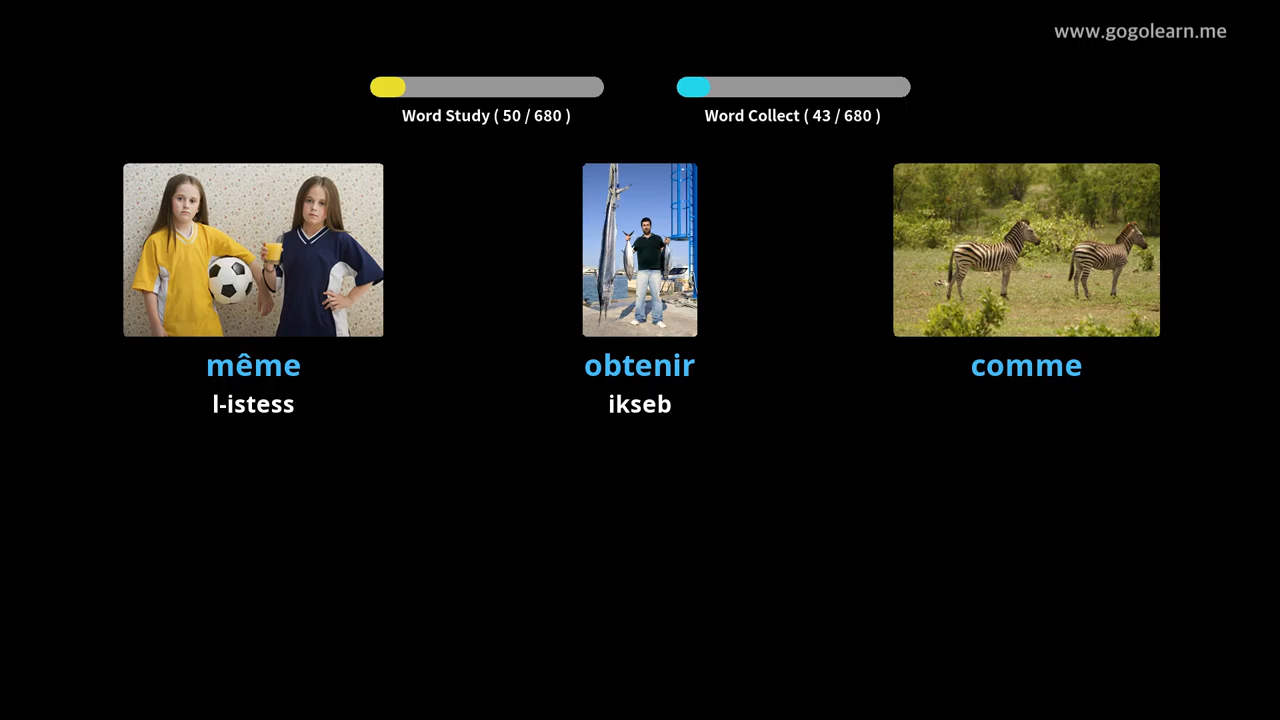 www.gogolearn.me
Word Study ( 50 / 680 )
Word Collect ( 43 / 680 )
même
obtenir
comme
l-istess
ikseb